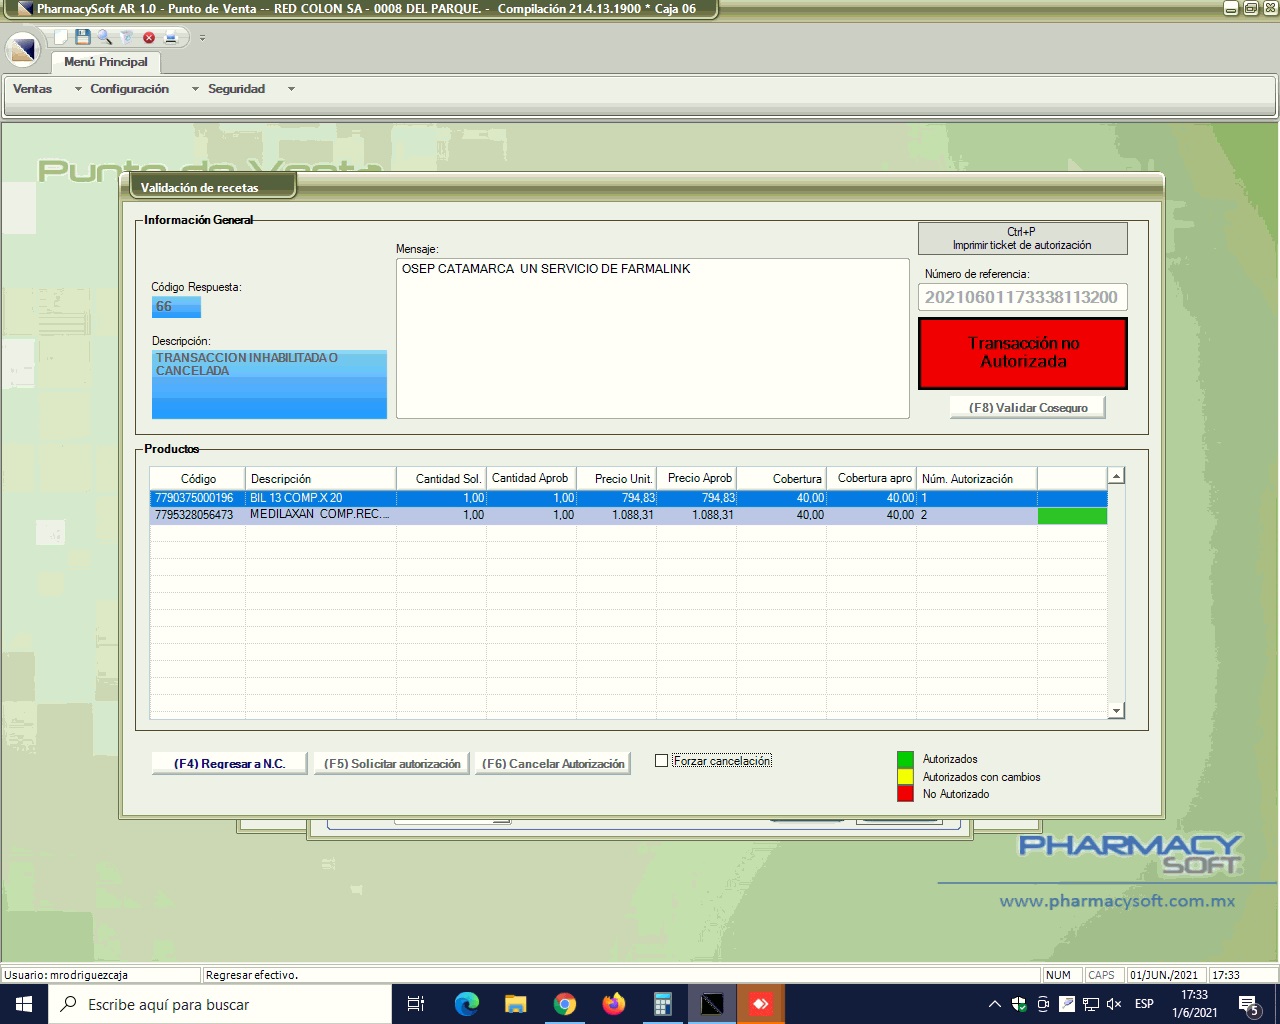 PharmacySoft AR 1.0 - Punto de Venta -- RED COLON SA - 0008 DEL PARQUE. - Compilación 21.4.13.1900 * Caja 06
Menú Principal
Ventas Configuración Seguridad
Punto de Venta
Validación de recetas
Información General
Ctrl+P
Imprimir ticket de autorización
Mensaje:
OSEP CATAMARCA UN SERVICIO DE FARMALINK
Número de referencia:
20210601173338113200
Código Respuesta:
66
Transacción no
Autorizada
Descripción:
TRANSACCION INHABILITADA O
CANCELADA
(F8) Validar Coseguro
Productos
Código Descripción Cantidad Sol. Cantidad Aprob Precio Unit. Precio Aprob Cobertura Cobertura apro Núm. Autorización
7790375000196 BIL 13 COMP.X 20 1,00 1,00 794,83 794,83 40,00 40,00 1
7795328056473 MEDILAXAN COMP.REC.... 1,00 1,00 1.088,31 1.088,31 40,00 40,00 2
(F4) Regresar a N.C. (F5) Solicitar autorización (F6) Cancelar Autorización Forzar cancelación
Autorizados
Autorizados con cambios
No Autorizado
PHARMACY
SOFT
www.pharmacysoft.com.mx
Usuario: mrodriguezcaja Regresar efectivo. NUM CAPS 01/JUN./2021 17:33
Escribe aquí para buscar
ESP
17:33
1/6/2021
5